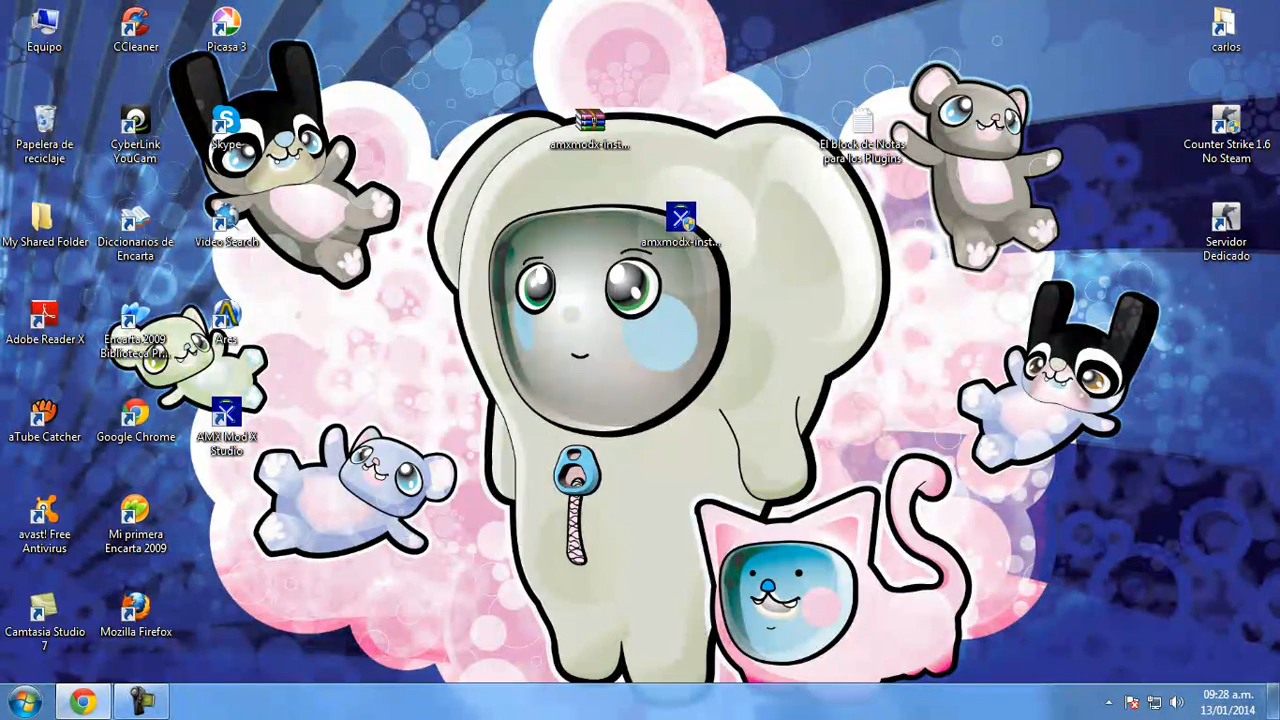 Equipo
CCleaner
Picasa 3
Papelera de
reciclaje
CyberLink
YouCam
Skype
My Shared Folder
Diccionarios de
Encarta
Video Search
Adobe Reader X
Encarta 2009
Biblioteca Pr...
Ares
aTube Catcher
Google Chrome
AMX Mod X
Studio
avast! Free
Antivirus
Mi primera
Encarta 2009
Camtasia Studio
7
Mozilla Firefox
amxmodx-inst...
amxmodx-inst...
El block de Notas
para los Plugins
carlos
Counter Strike 1.6
No Steam
Servidor
Dedicado
09:28 a.m.
13/01/2014